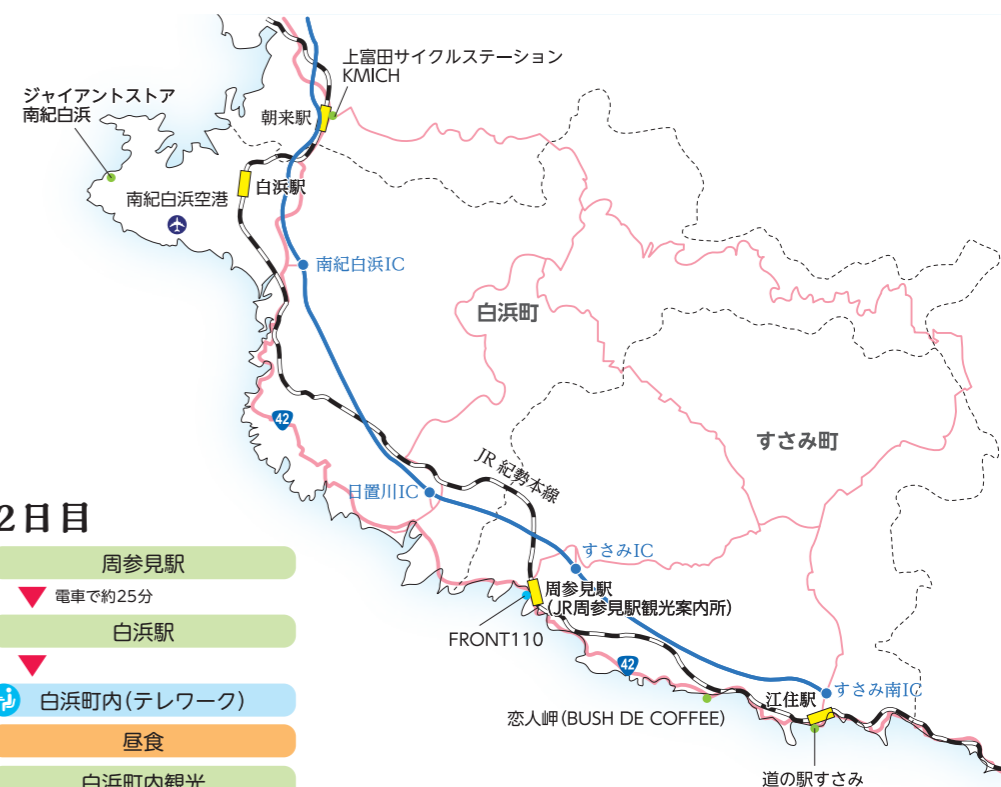 上富田サイクルステーション
KMICH
ジャイアントストア
南紀白浜
朝来駅
白浜駅
南紀白浜空港
南紀白浜IC
白浜町
42
すさみ町
JR 紀勢本線
日置川IC
すさみIC
周参見駅
(JR周参見駅観光案内所)
FRONT110
42
すさみ南IC
江住駅
恋人岬(BUSH DE COFFEE)
道の駅すさみ
2日目
周参見駅
電車で約25分
白浜駅
白浜町内(テレワーク)
昼食
白浜町内観光